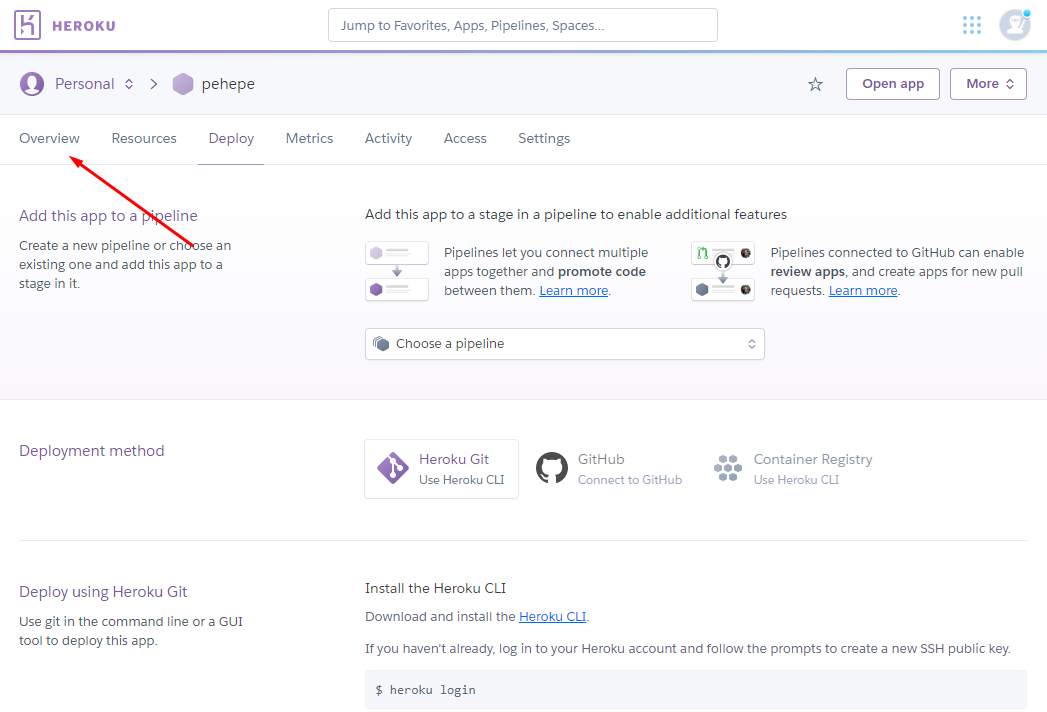 HEROKU
Jump to Favorites, Apps, Pipelines, Spaces...
Personal
pehepe
Open app
More
Overview
Resources
Deploy
Metrics
Activity
Access
Settings
Add this app to a pipeline
Create a new pipeline or choose an
existing one and add this app to a
stage in it.
Add this app to a stage in a pipeline to enable additional features
Pipelines let you connect multiple
apps together and promote code
between them. Learn more.
Pipelines connected to GitHub can enable
review apps, and create apps for new pull
requests. Learn more.
Choose a pipeline
Deployment method
Heroku Git
Use Heroku CLI
GitHub
Connect to GitHub
Container Registry
Use Heroku CLI
Deploy using Heroku Git
Use git in the command line or a GUI
tool to deploy this app.
Install the Heroku CLI
Download and install the Heroku CLI.
If you haven't already, log in to your Heroku account and follow the prompts to create a new SSH public key.
$ heroku login